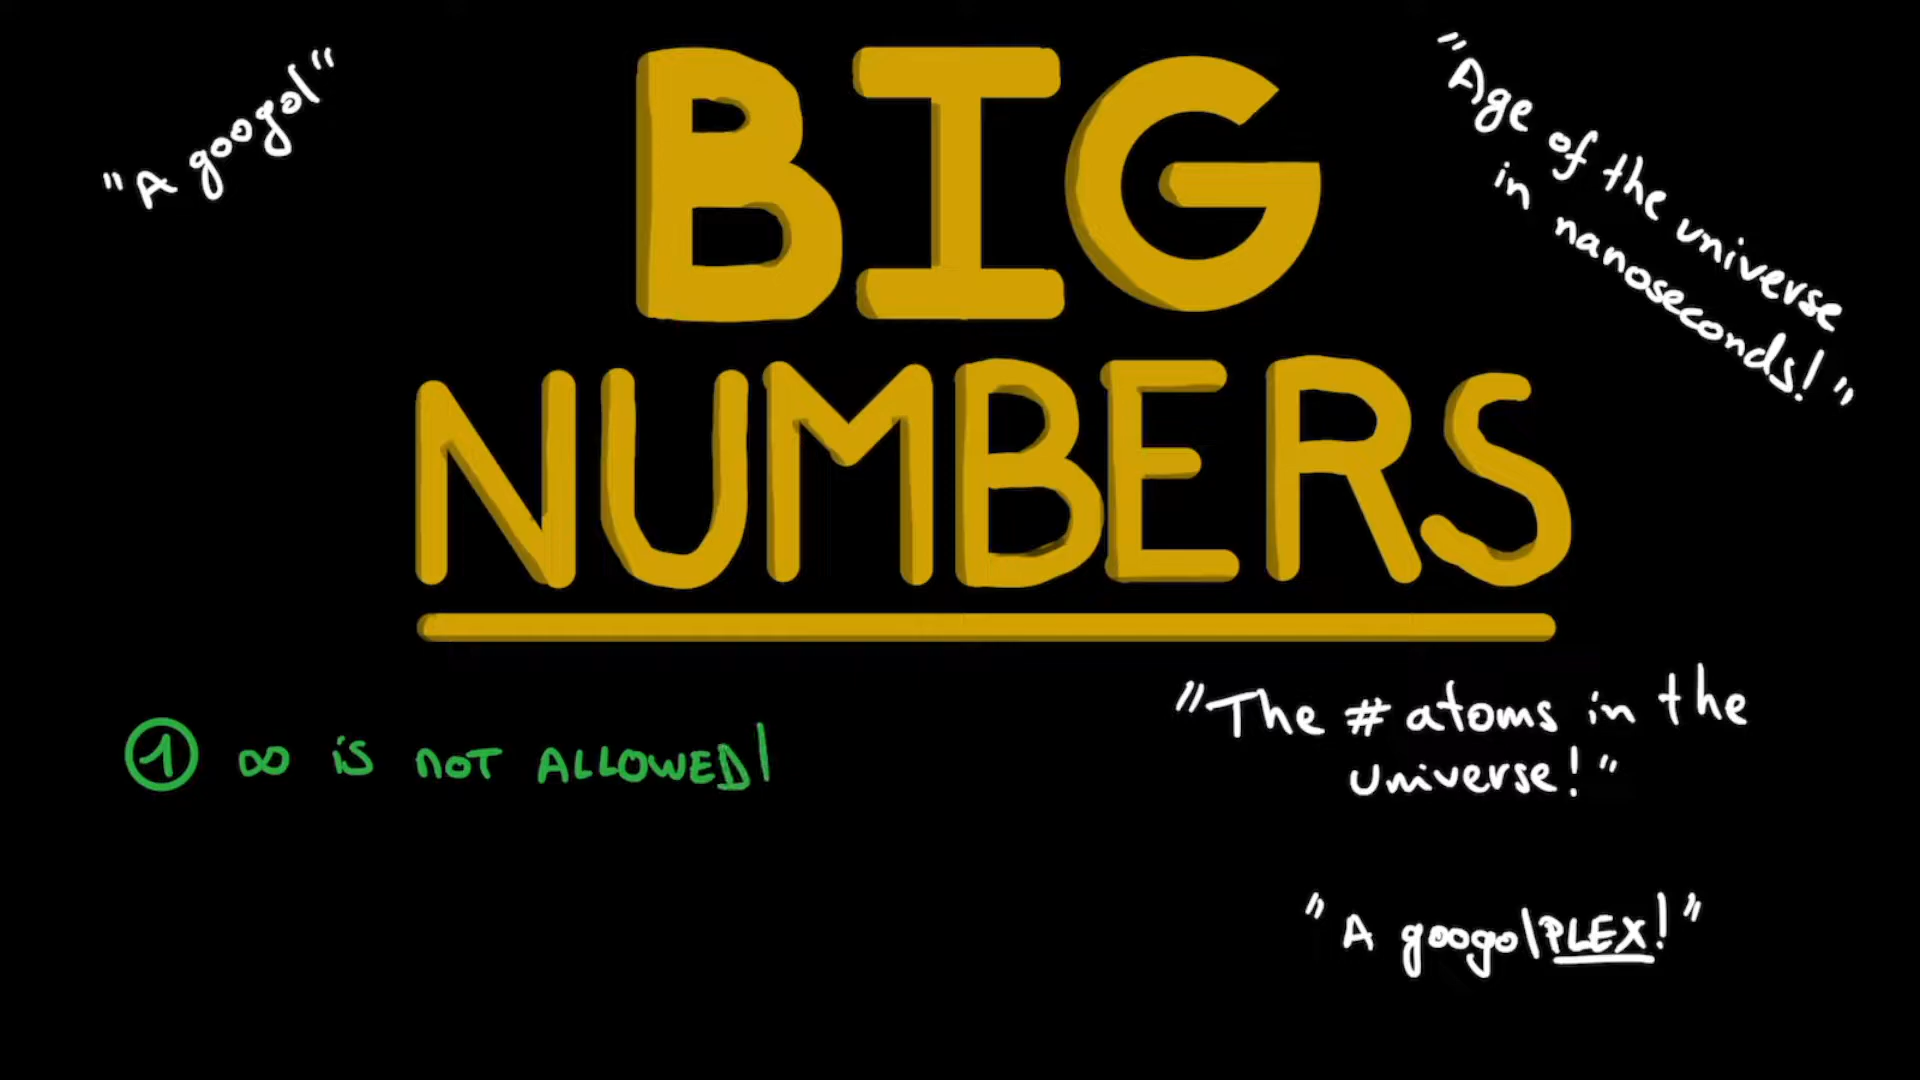 "A googol"
BIG
NUMBERS
"Age of the universe
in nanoseconds!"
① ∞ is NOT ALLOWED!
"The # atoms in the
universe!"
"A googolPLEX!"